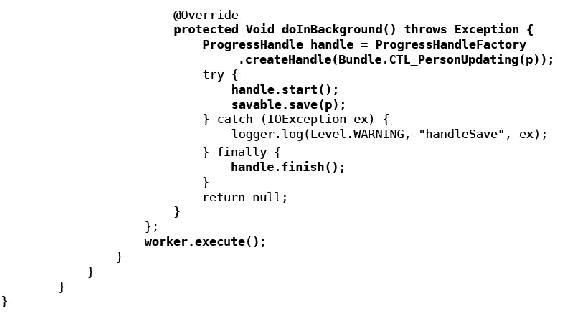 @Override
protected Void doInBackground() throws Exception {
ProgressHandle handle = ProgressHandleFactory
.createHandle(Bundle.CTL_PersonUpdating(p));
try {
handle.start();
savable.save(p);
} catch (IOException ex) {
logger.log(Level.WARNING, "handleSave", ex);
} finally {
handle.finish();
}
return null;
}
};
worker.execute();
}
}
}
}